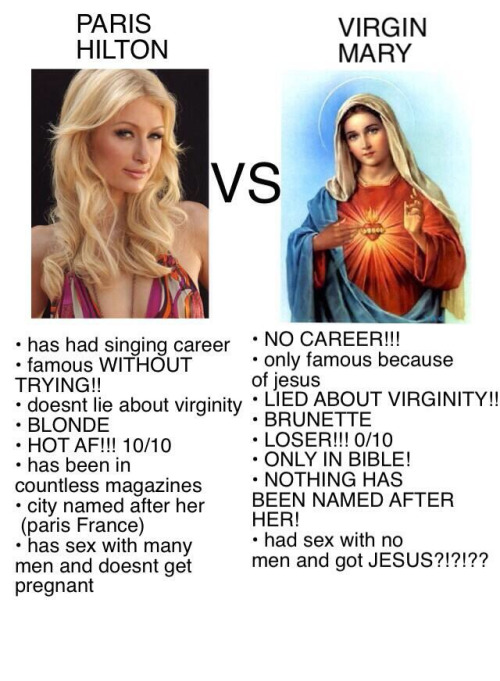 PARIS
HILTON
VIRGIN
MARY
VS
• has had singing career
• famous WITHOUT
TRYING!!
• doesnt lie about virginity
• BLONDE
• HOT AF!!! 10/10
• has been in
countless magazines
• city named after her
(paris France)
• has sex with many
men and doesnt get
pregnant
• NO CAREER!!!
• only famous because
of jesus
• LIED ABOUT VIRGINITY!!
• BRUNETTE
• LOSER!!! 0/10
• ONLY IN BIBLE!
• NOTHING HAS
BEEN NAMED AFTER
HER!
• had sex with no
men and got JESUS?!?!??